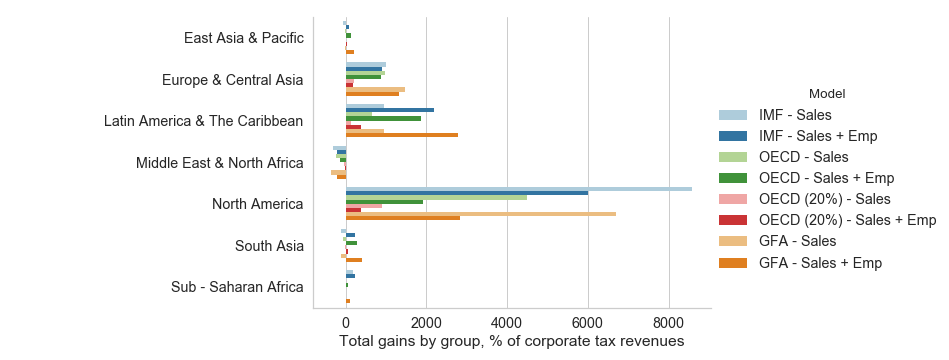 East Asia & Pacific
Europe & Central Asia
Latin America & The Caribbean
Middle East & North Africa
North America
South Asia
Sub - Saharan Africa
0 2000 4000 6000 8000
Total gains by group, % of corporate tax revenues
Model
IMF - Sales
IMF - Sales + Emp
OECD - Sales
OECD - Sales + Emp
OECD (20%) - Sales
OECD (20%) - Sales + Emp
GFA - Sales
GFA - Sales + Emp